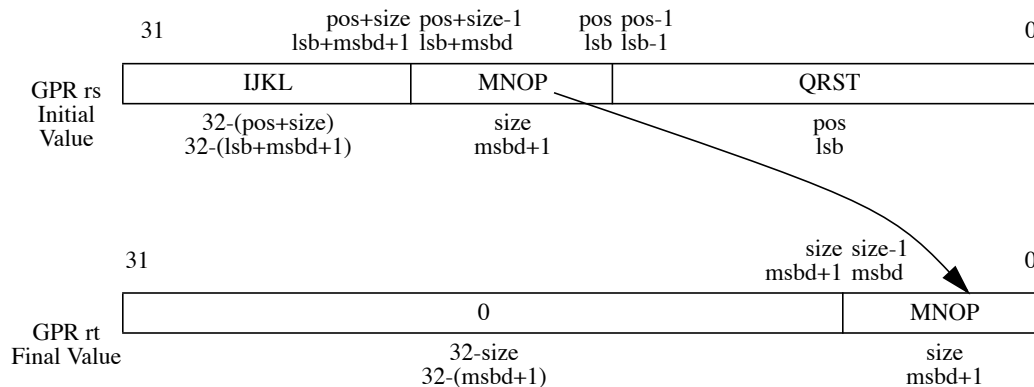 31 pos+size pos+size-1 pos pos-1 0
lsb+msbd+1 lsb+msbd lsb lsb-1
GPR rs
Initial
Value
IJKL MNOP QRST
32-(pos+size) size pos
32-(lsb+msbd+1) msbd+1 lsb
31 size size-1 0
msbd+1 msbd
GPR rt
Final Value
0 MNOP
32-size size
32-(msbd+1) msbd+1